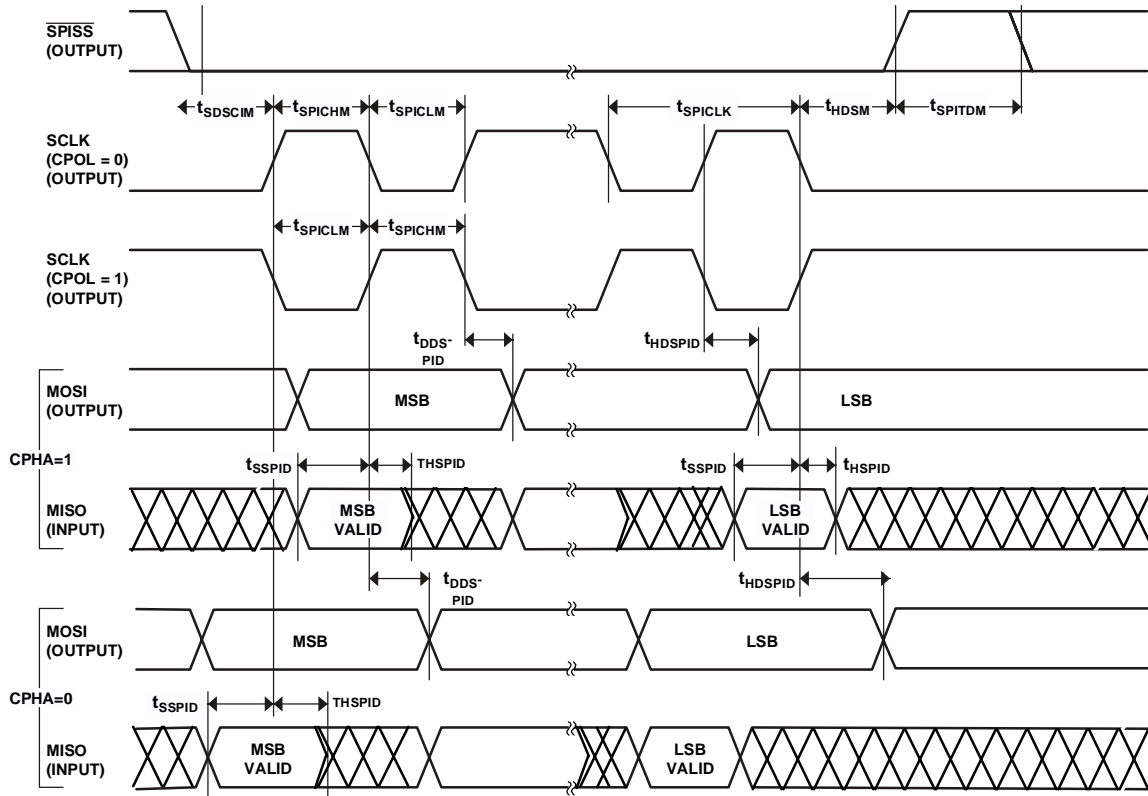 SPISS
(OUTPUT)
tSDSCIM
tSPICHM
tSPICLM
tSPICLK
tHDSM
tSPITDM
SCLK
(CPOL = 0)
(OUTPUT)
tSPICLM
tSPICHM
SCLK
(CPOL = 1)
(OUTPUT)
tDDS-
PID
tHDSPID
MOSI
(OUTPUT)
MSB
LSB
CPHA=1
tSSPID
THSPID
tSSPID
tHSPID
MISO
(INPUT)
MSB
VALID
LSB
VALID
tDDS-
PID
tHDSPID
MOSI
(OUTPUT)
MSB
LSB
CPHA=0
tSSPID
THSPID
MISO
(INPUT)
MSB
VALID
LSB
VALID